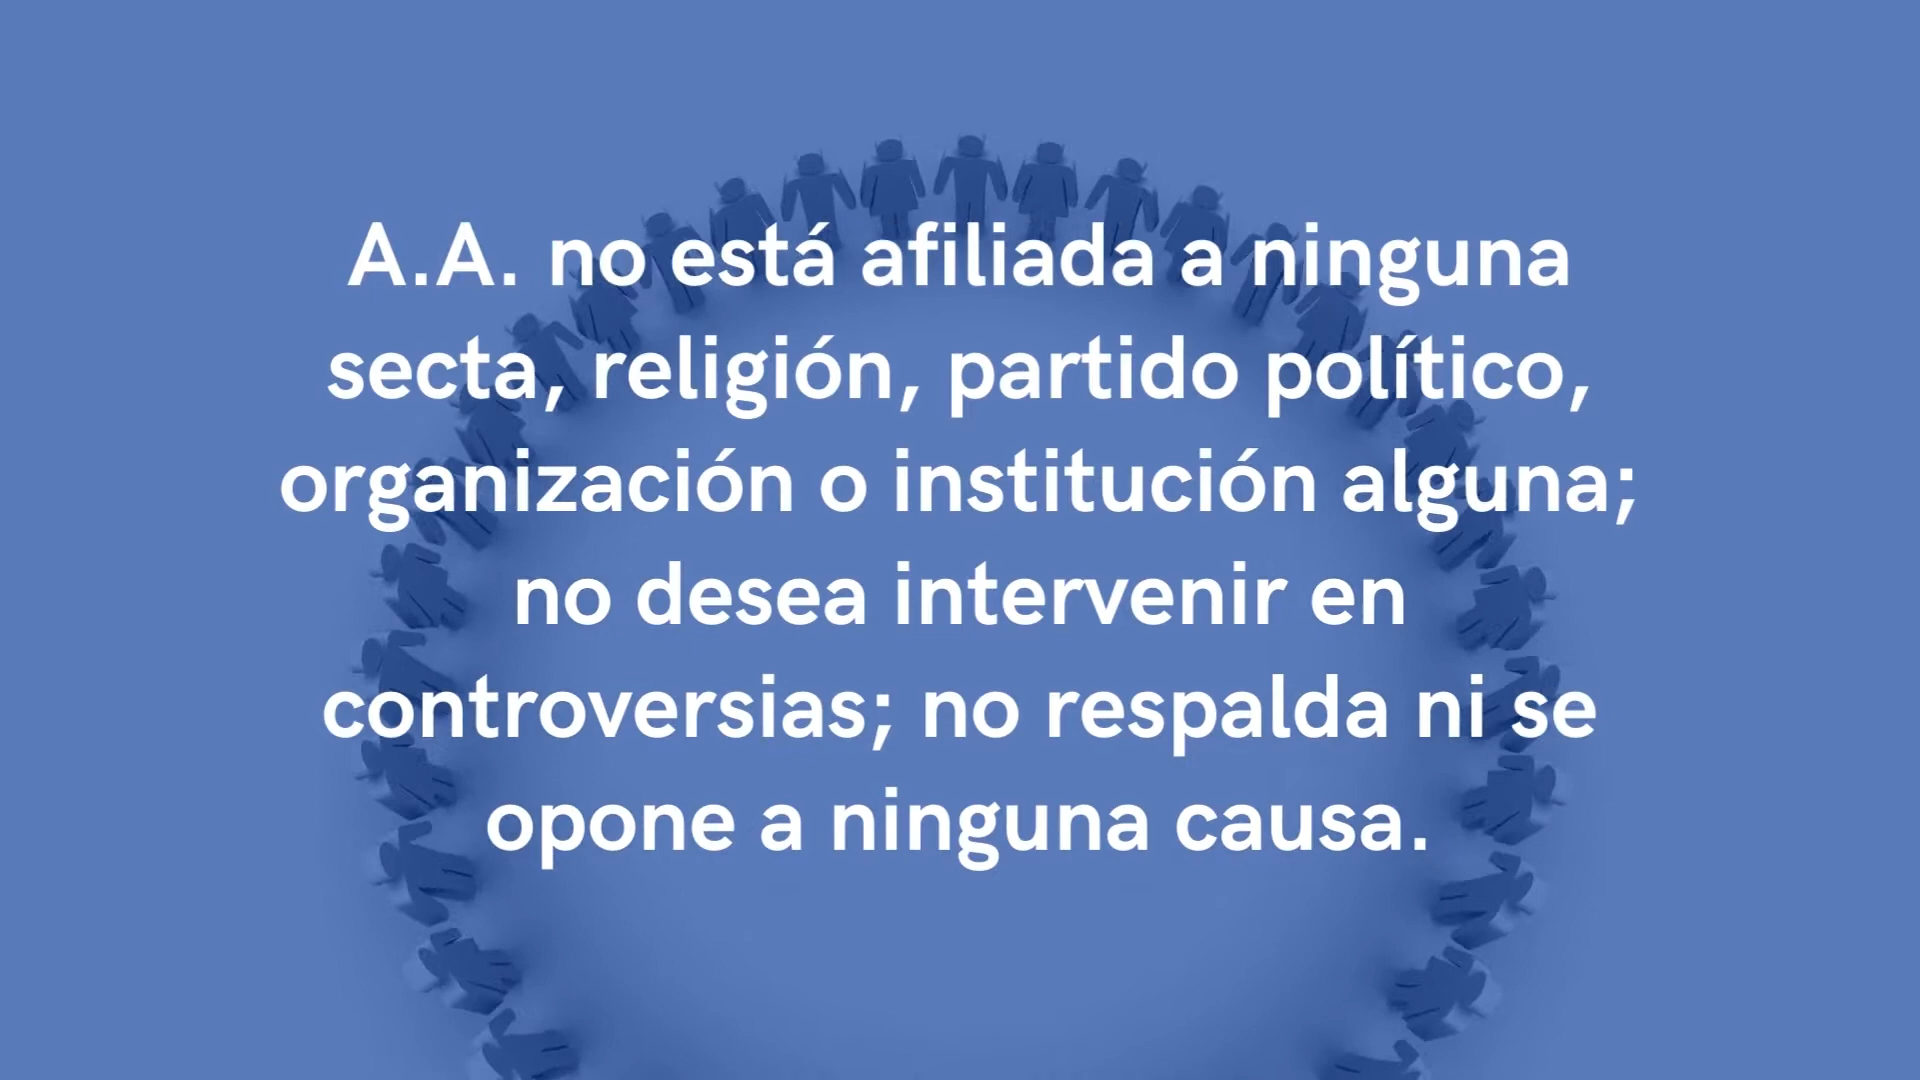 A.A. no está afiliada a ninguna
secta, religión, partido político,
organización o institución alguna;
no desea intervenir en
controversias; no respalda ni se
opone a ninguna causa.